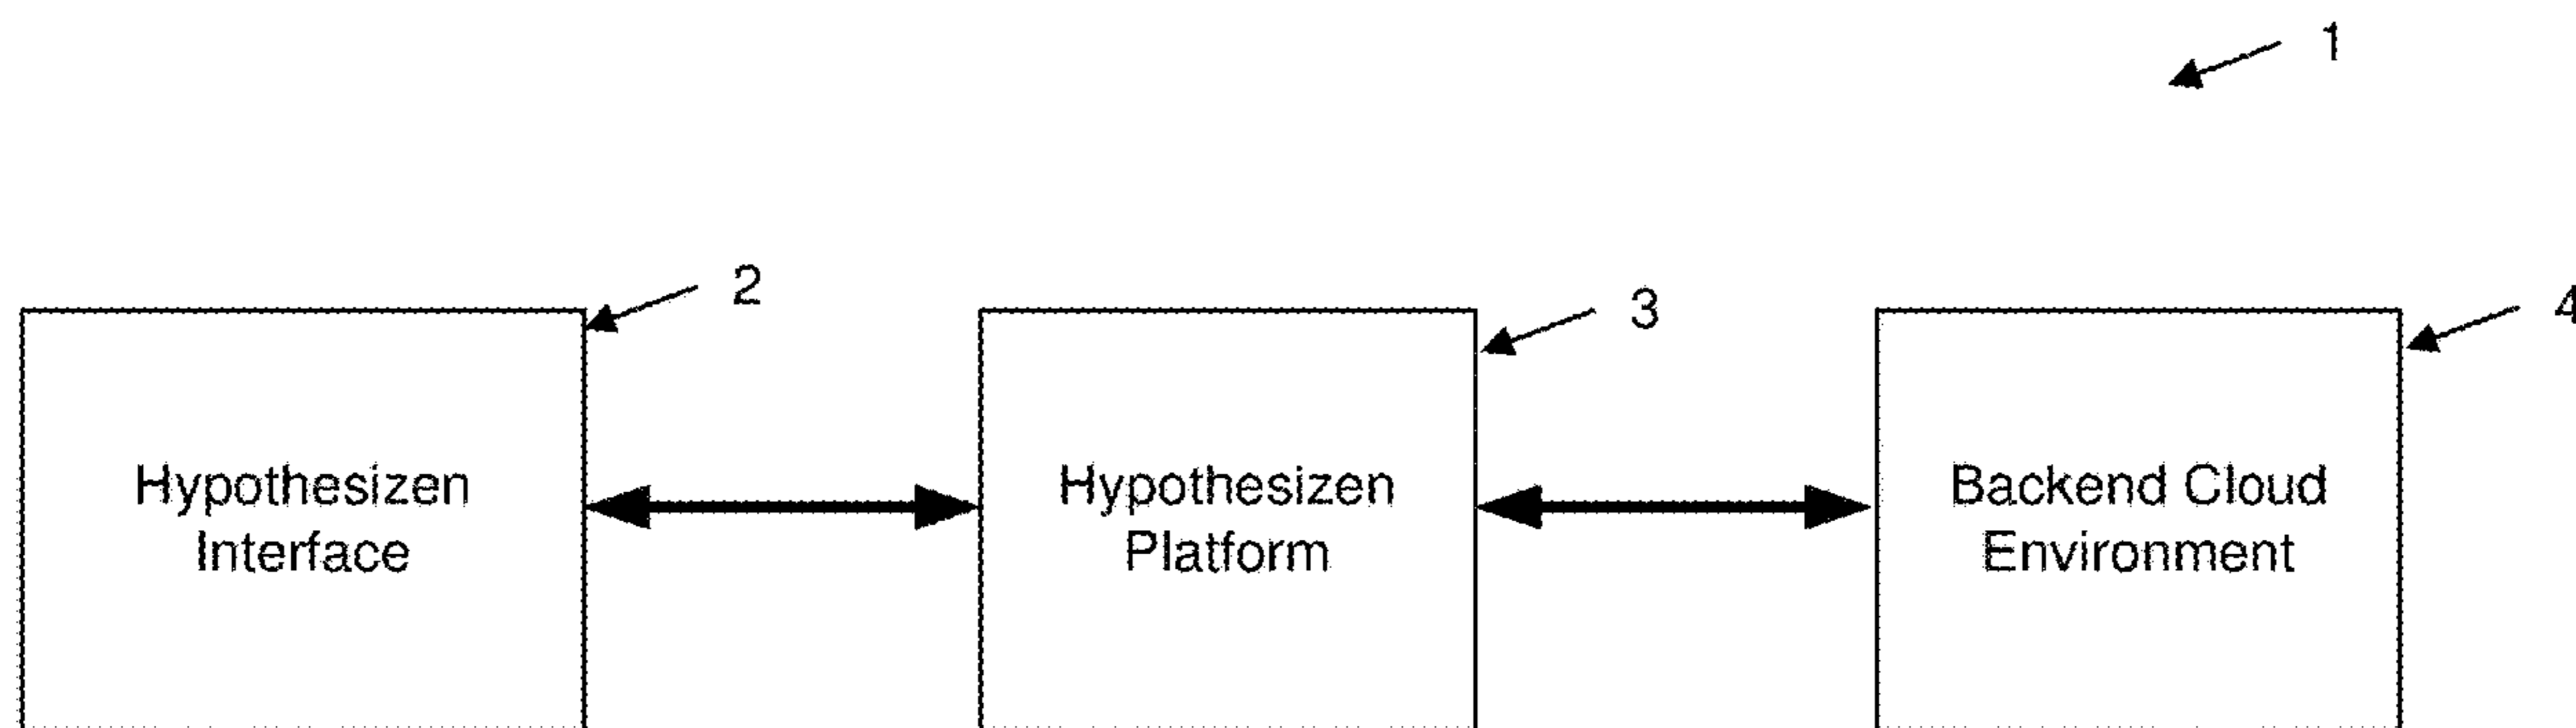 1
2
3
4
Hypothesizen
Interface
Hypothesizen
Platform
Backend Cloud
Environment